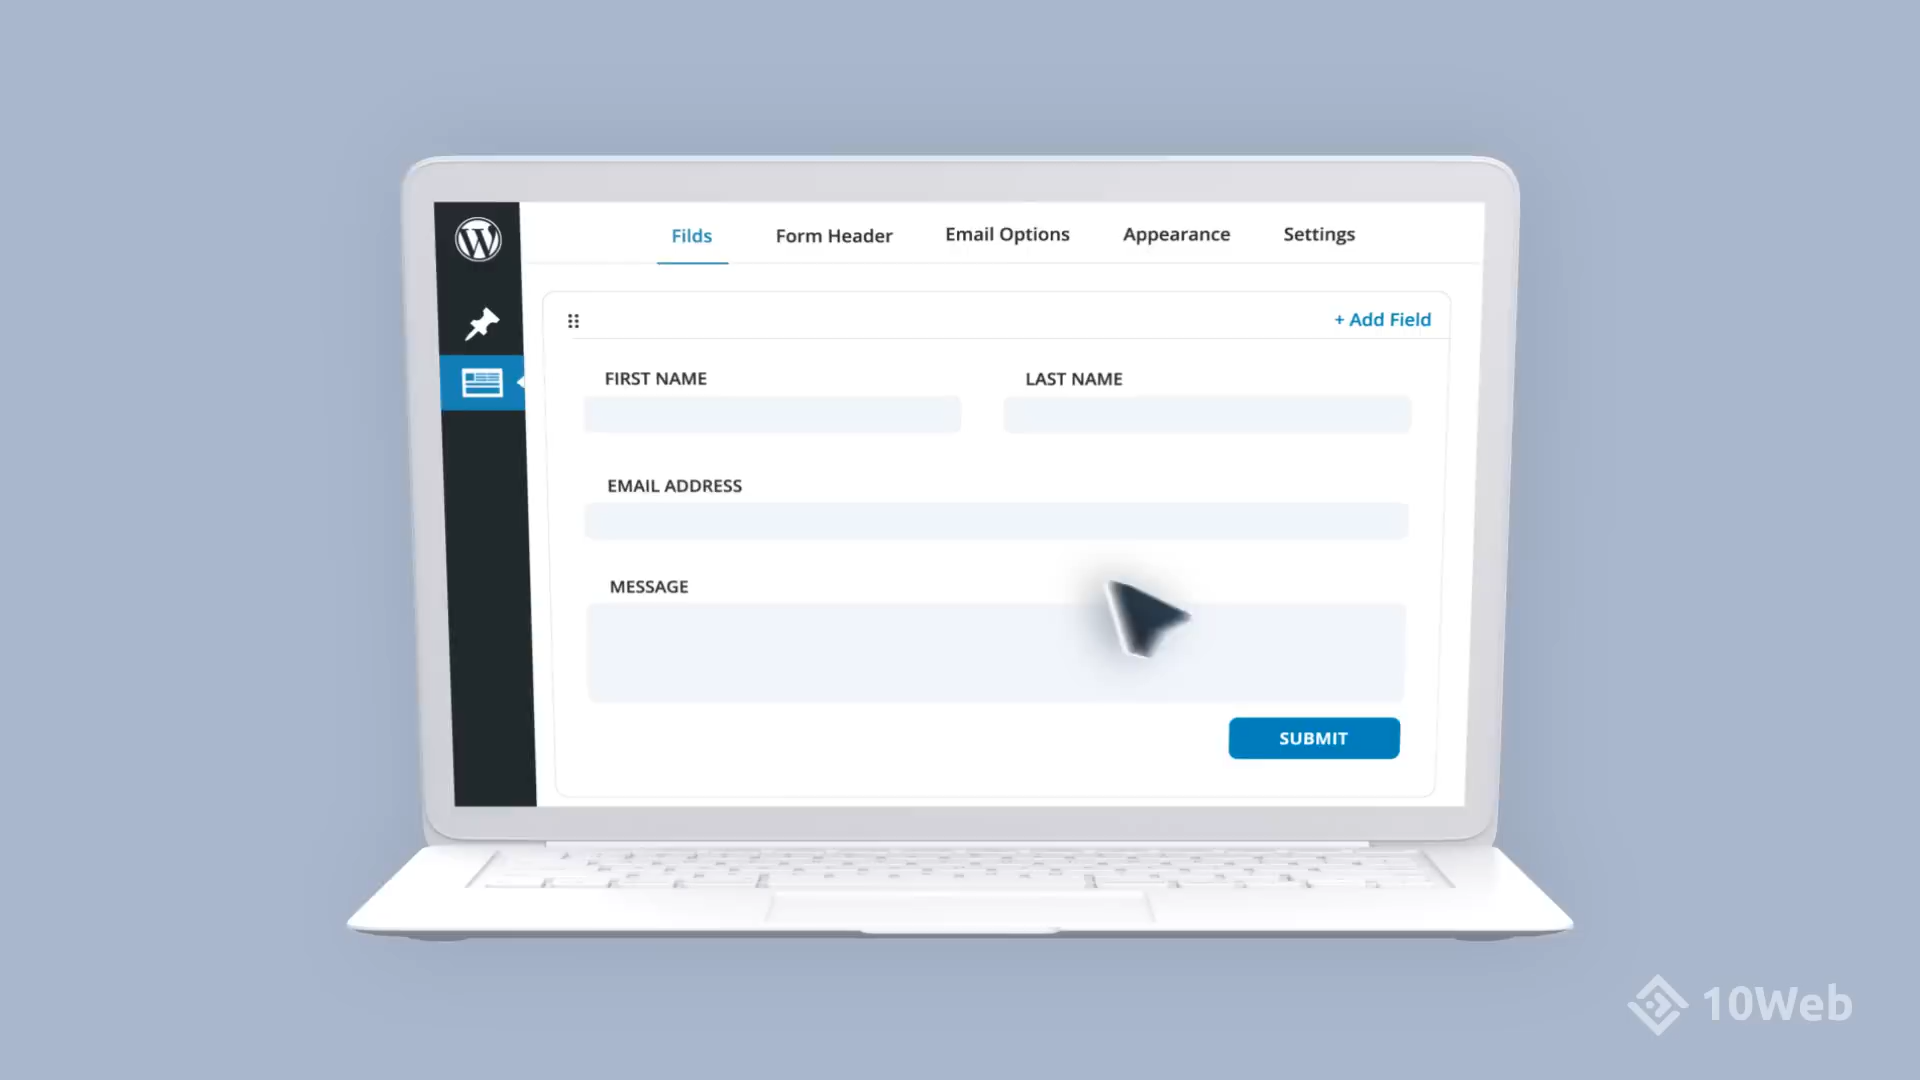 Filds Form Header Email Options Appearance Settings
+ Add Field
FIRST NAME LAST NAME
EMAIL ADDRESS
MESSAGE
SUBMIT
10Web